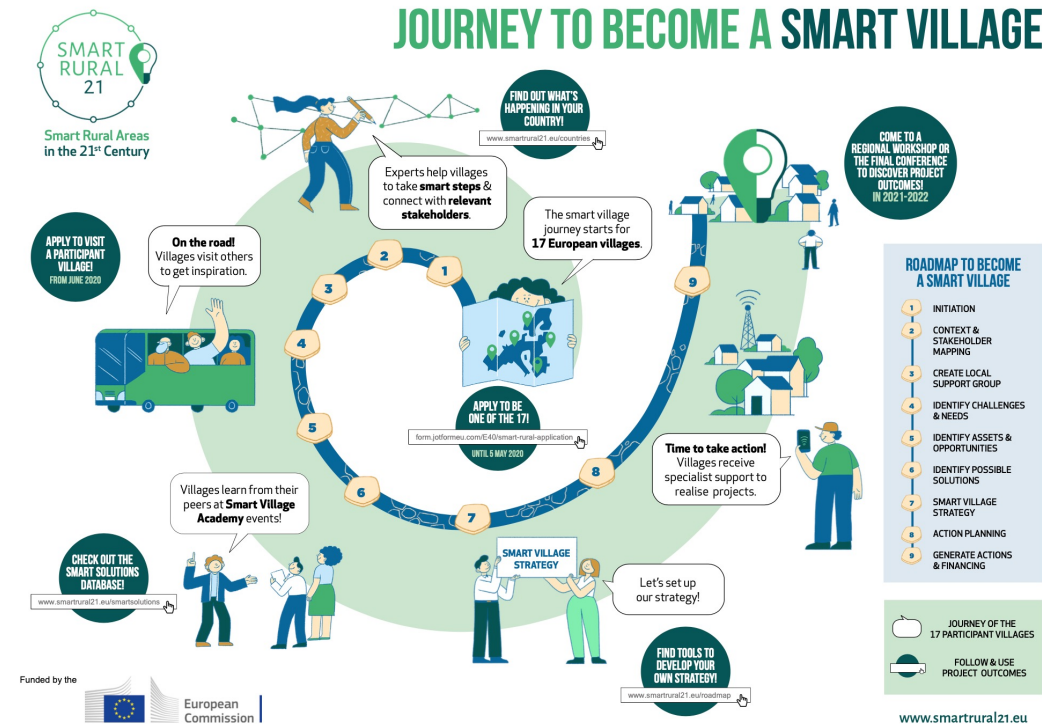 JOURNEY TO BECOME A SMART VILLAGE
SMART
RURAL
21
Smart Rural Areas
in the 21st Century
FIND OUT WHAT'S
HAPPENING IN YOUR
COUNTRY!
www.smartrural21.eu/countries
COME TO A
REGIONAL WORKSHOP OR
THE FINAL CONFERENCE
TO DISCOVER PROJECT
OUTCOMES!
IN 2021-2022
Experts help villages
to take smart steps &
connect with relevant
stakeholders.
The smart village
journey starts for
17 European villages.
APPLY TO VISIT
A PARTICIPANT
VILLAGE!
FROM JUNE 2020
On the road!
Villages visit others
to get inspiration.
1
2
3
4
5
6
7
8
9
APPLY TO BE
ONE OF THE 17!
form.jotformeu.com/E40/smart-rural-application
UNTIL 5 MAY 2020
Time to take action!
Villages receive
specialist support to
realise projects.
Villages learn from their
peers at Smart Village
Academy events!
CHECK OUT THE
SMART SOLUTIONS
DATABASE!
www.smartrural21.eu/smartsolutions
SMART VILLAGE
STRATEGY
Let's set up
our strategy!
FIND TOOLS TO
DEVELOP YOUR
OWN STRATEGY!
www.smartrural21.eu/roadmap
ROADMAP TO BECOME
A SMART VILLAGE
1 INITIATION
2 CONTEXT &
STAKEHOLDER
MAPPING
3 CREATE LOCAL
SUPPORT GROUP
4 IDENTIFY CHALLENGES
& NEEDS
5 IDENTIFY ASSETS &
OPPORTUNITIES
6 IDENTIFY POSSIBLE
SOLUTIONS
7 SMART VILLAGE
STRATEGY
8 ACTION PLANNING
9 GENERATE ACTIONS
& FINANCING
JOURNEY OF THE
17 PARTICIPANT VILLAGES
FOLLOW & USE
PROJECT OUTCOMES
Funded by the
European
Commission
www.smartrural21.eu